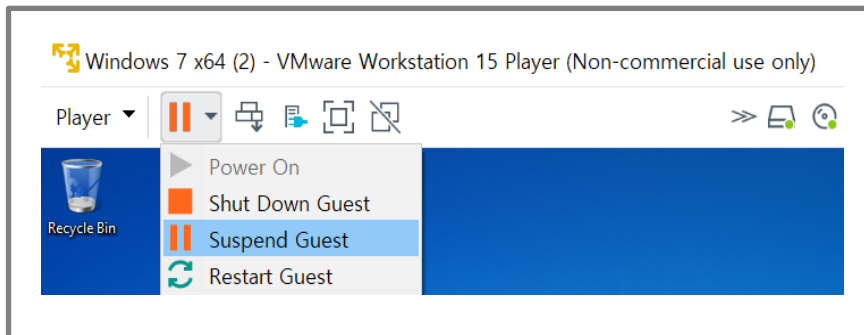 Windows 7 x64 (2) - VMware Workstation 15 Player (Non-commercial use only)
Player
Power On
Shut Down Guest
Recycle Bin
Suspend Guest
Restart Guest